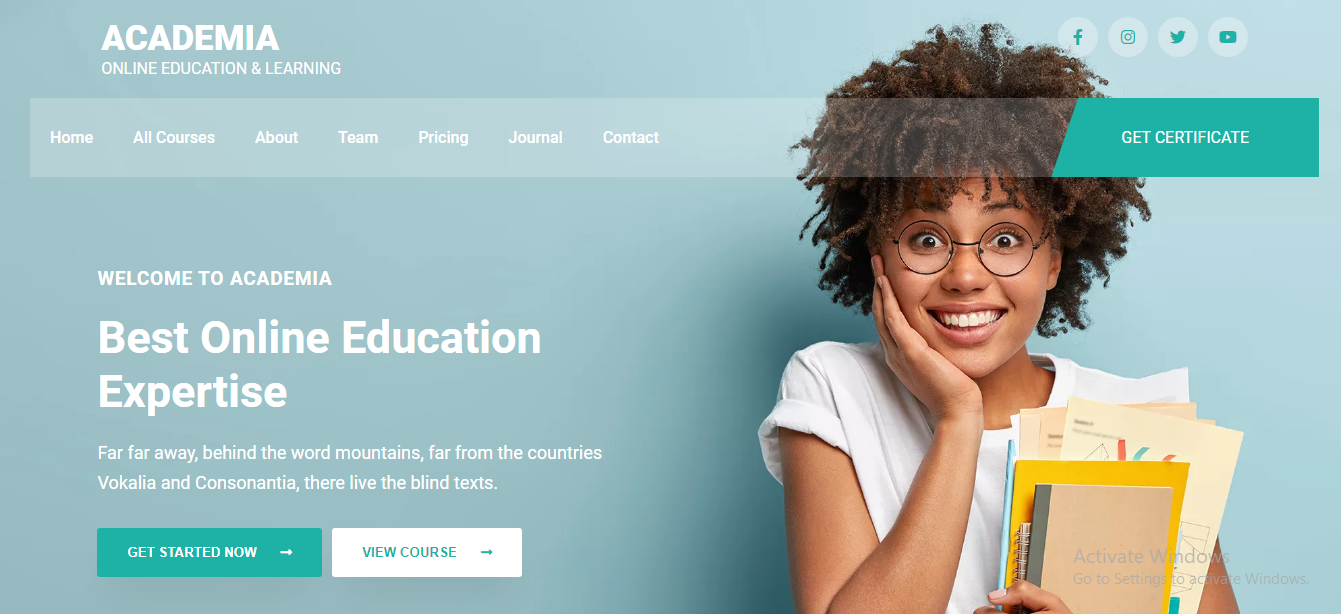 ACADEMIA
ONLINE EDUCATION & LEARNING
Home All Courses About Team Pricing Journal Contact
GET CERTIFICATE
WELCOME TO ACADEMIA
Best Online Education
Expertise
Far far away, behind the word mountains, far from the countries
Vokalia and Consonantia, there live the blind texts.
GET STARTED NOW
VIEW COURSE
Activate Windows
Go to Settings to activate Windows.